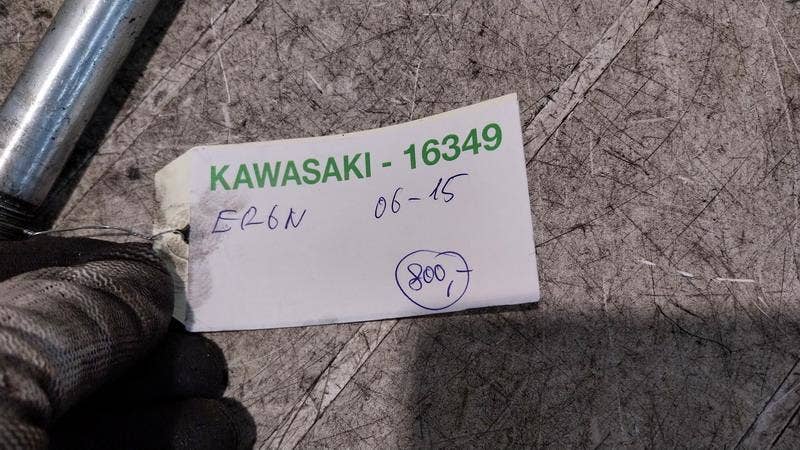 KAWASAKI - 16349
ER6N 06-15
800,-